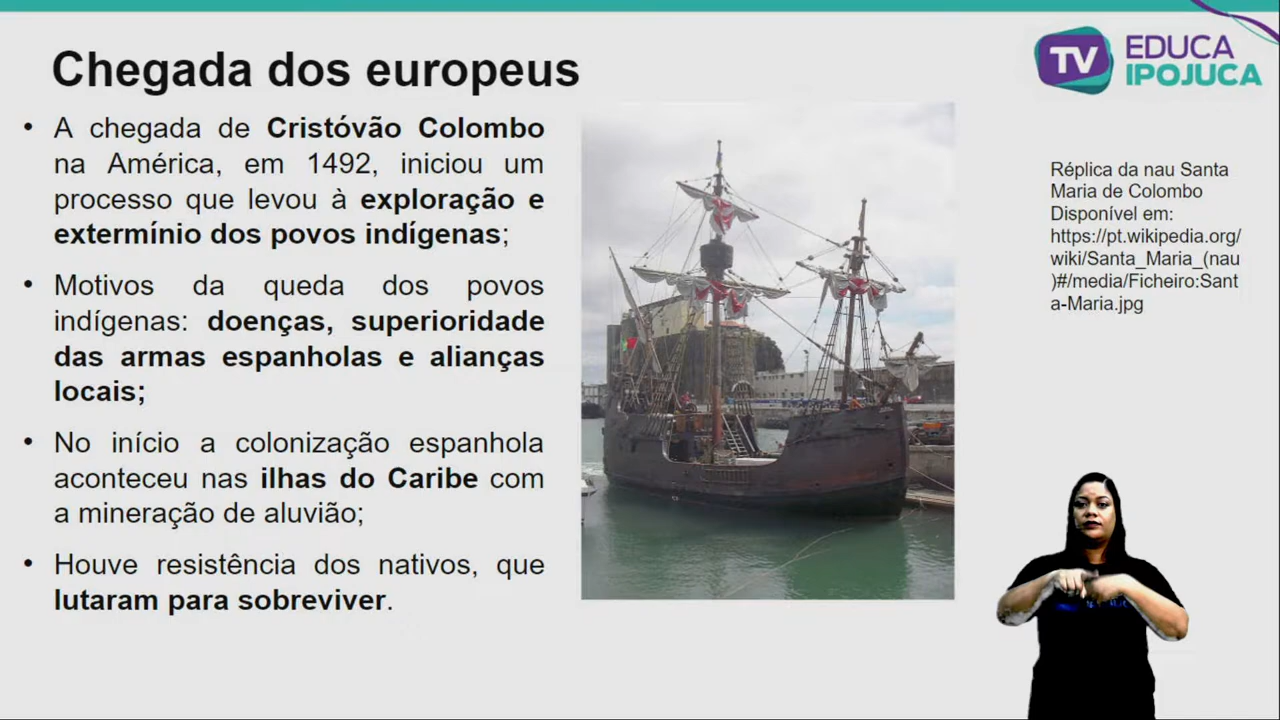 Chegada dos europeus
TV EDUCA
IPOJUCA
• A chegada de Cristóvão Colombo
na América, em 1492, iniciou um
processo que levou à exploração e
extermínio dos povos indígenas;
• Motivos da queda dos povos
indígenas: doenças, superioridade
das armas espanholas e alianças
locais;
• No início a colonização espanhola
aconteceu nas ilhas do Caribe com
a mineração de aluvião;
• Houve resistência dos nativos, que
lutaram para sobreviver.
Réplica da nau Santa
Maria de Colombo
Disponível em:
https://pt.wikipedia.org/
wiki/Santa_Maria_(nau
)#/media/Ficheiro:Sant
a-Maria.jpg